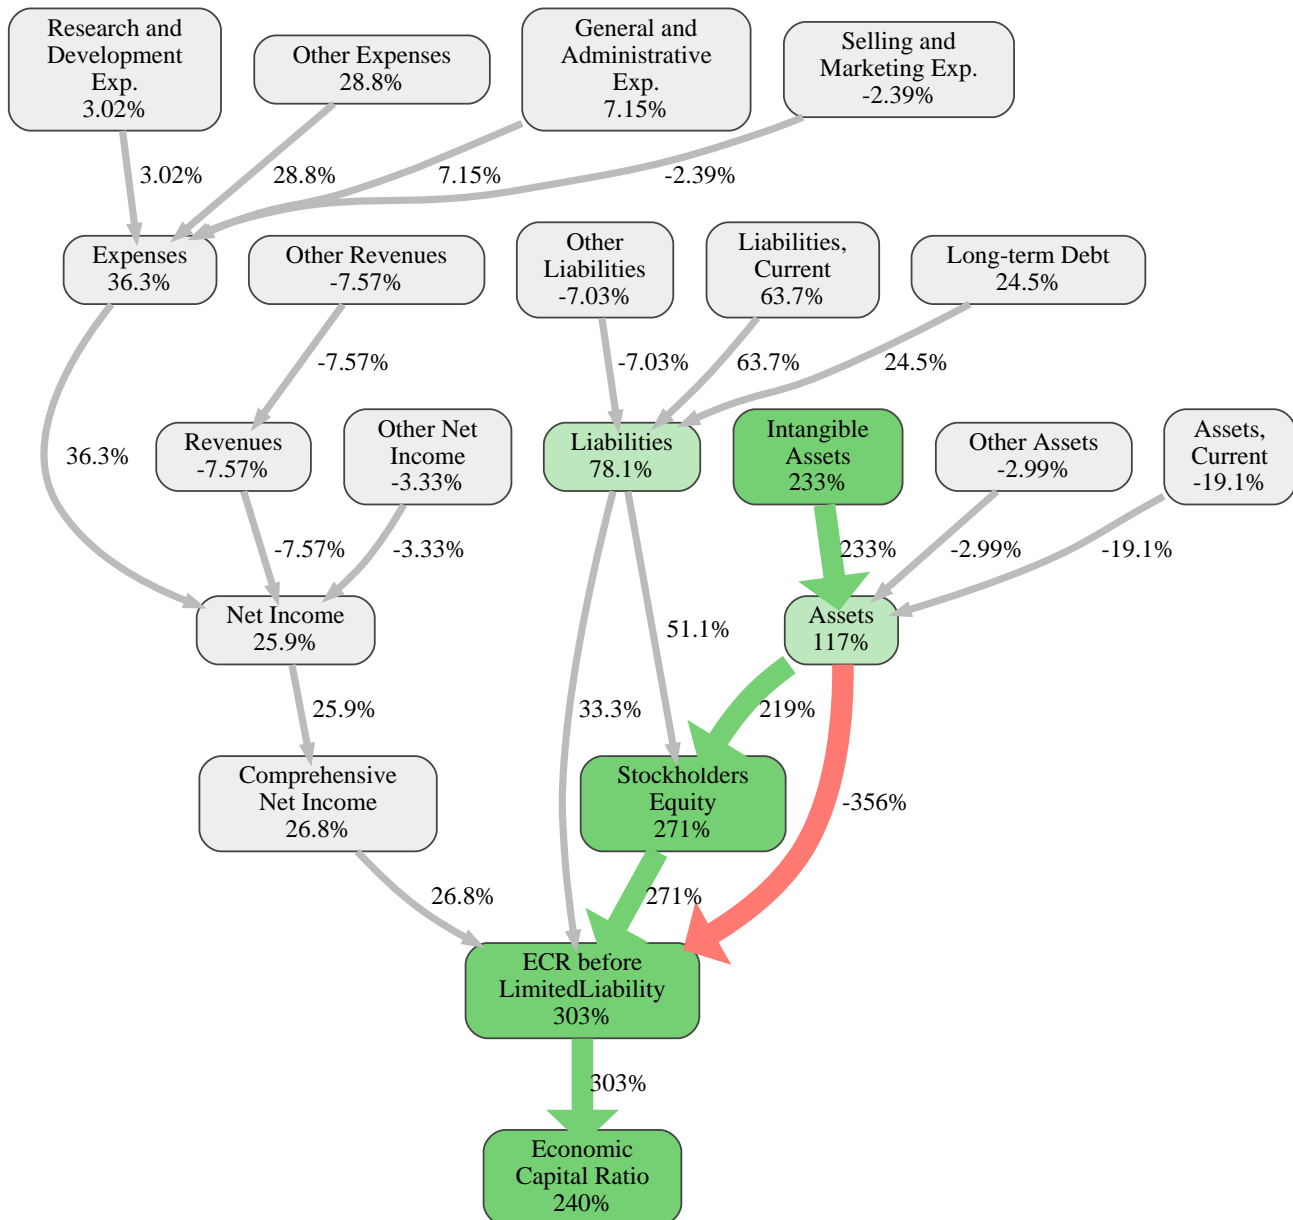 Research and
Development
Exp.
3.02%
Other Expenses
28.8%
General and
Administrative
Exp.
7.15%
Selling and
Marketing Exp.
-2.39%
3.02%
28.8%
7.15%
-2.39%
Expenses
36.3%
Other Revenues
-7.57%
Other
Liabilities
-7.03%
Liabilities,
Current
63.7%
Long-term Debt
24.5%
-7.57%
-7.03%
63.7%
24.5%
36.3%
Revenues
-7.57%
Other Net
Income
-3.33%
Liabilities
78.1%
Intangible
Assets
233%
Other Assets
-2.99%
Assets,
Current
-19.1%
-7.57%
-3.33%
233%
-2.99%
-19.1%
Net Income
25.9%
51.1%
Assets
117%
25.9%
33.3%
219%
Comprehensive
Net Income
26.8%
Stockholders
Equity
271%
-356%
26.8%
271%
ECR before
LimitedLiability
303%
303%
Economic
Capital Ratio
240%